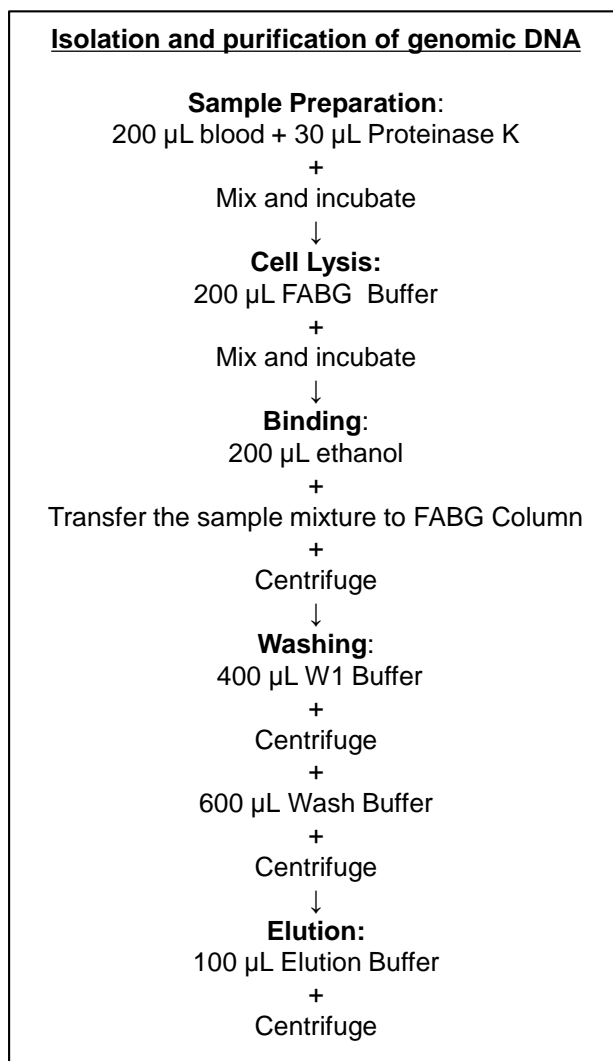 Isolation and purification of genomic DNA
Sample Preparation:
200 µL blood + 30 µL Proteinase K
+
Mix and incubate
↓
Cell Lysis:
200 µL FABG  Buffer
+
Mix and incubate
↓
Binding:
200 µL ethanol
+
Transfer the sample mixture to FABG Column
+
Centrifuge
↓
Washing:
400 µL W1 Buffer
+
Centrifuge
+
600 µL Wash Buffer
+
Centrifuge
↓
Elution:
100 µL Elution Buffer
+
Centrifuge